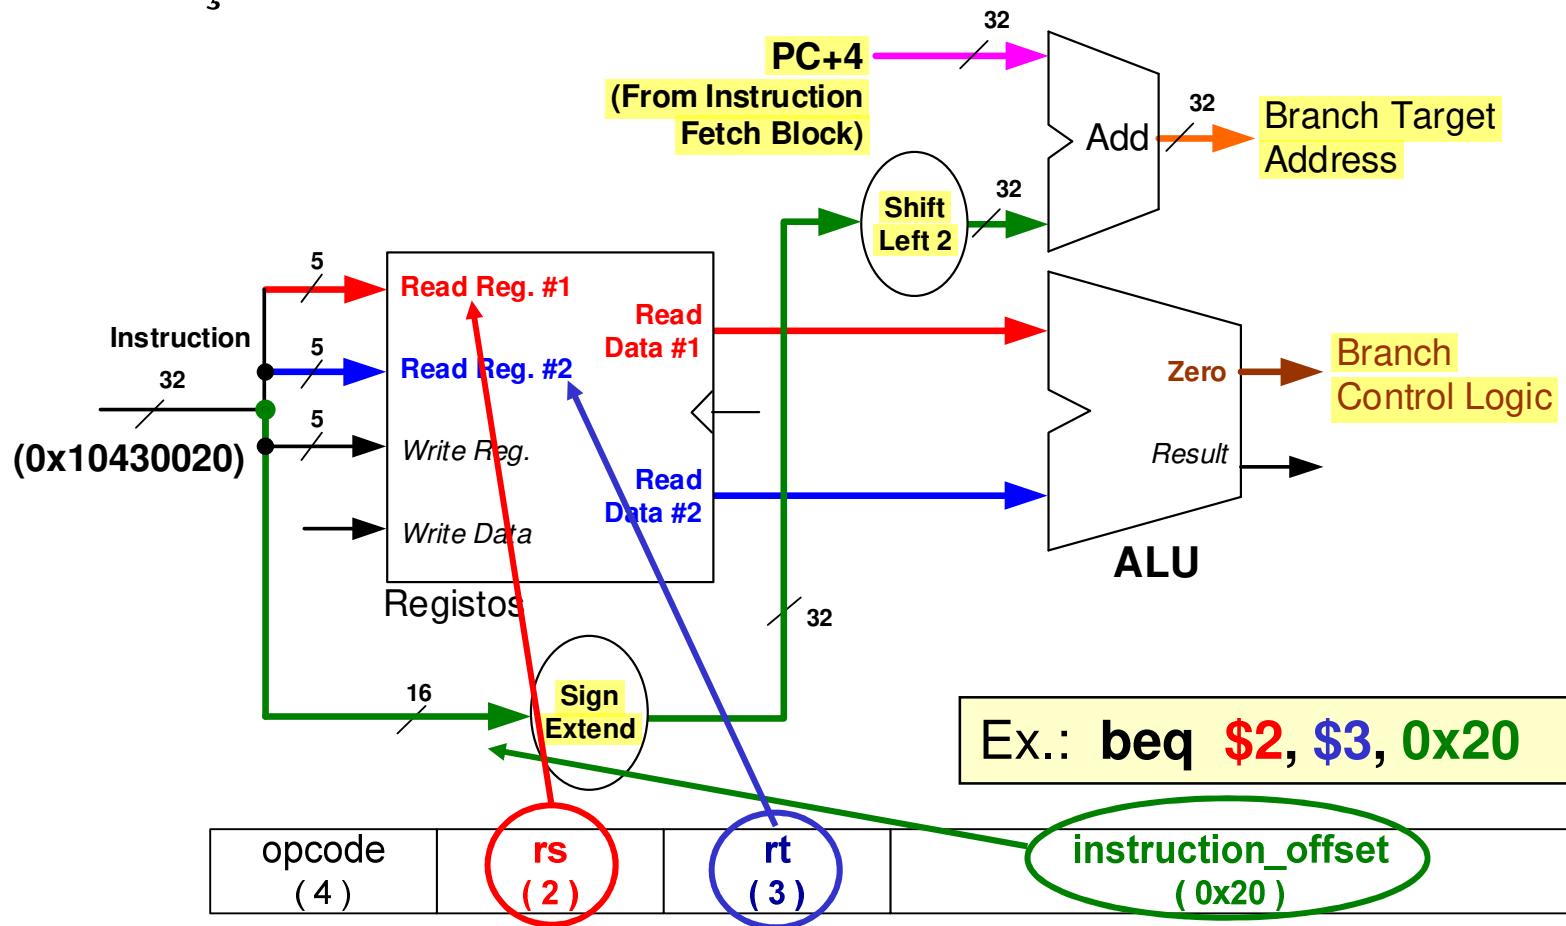 32
PC+4
(From Instruction
Fetch Block)
Add
32
Branch Target
Address
Shift
Left 2
32
5
Read Reg. #1
Read
Data #1
Instruction
32
5
Read Reg. #2
Zero
Branch
Control Logic
(0x10430020)
5
Write Reg.
Result
Read
Data #2
Write Data
ALU
Registos
32
16
Sign
Extend
Ex.: beq $2, $3, 0x20
opcode
( 4 )
rs
( 2 )
rt
( 3 )
instruction_offset
( 0x20 )